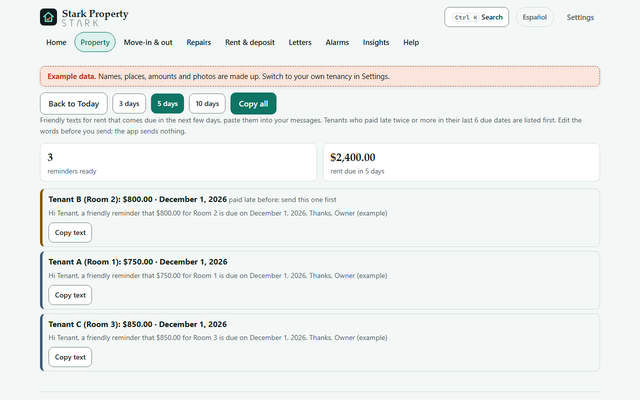 Stark Property
STARK
Ctrl K Search
Español
Settings
Home
Property
Move-in & out
Repairs
Rent & deposit
Letters
Alarms
Insights
Help
Example data. Names, places, amounts and photos are made up. Switch to your own tenancy in Settings.
Back to Today
3 days
5 days
10 days
Copy all
Friendly texts for rent that comes due in the next few days, paste them into your messages. Tenants who paid late twice or more in their last 6 due dates are listed first. Edit the
words before you send: the app sends nothing.
3
reminders ready
$2,400.00
rent due in 5 days
Tenant B (Room 2): $800.00 · December 1, 2026 paid late before: send this one first
Hi Tenant, a friendly reminder that $800.00 for Room 2 is due on December 1, 2026. Thanks, Owner (example)
Copy text
Tenant A (Room 1): $750.00 · December 1, 2026
Hi Tenant, a friendly reminder that $750.00 for Room 1 is due on December 1, 2026. Thanks, Owner (example)
Copy text
Tenant C (Room 3): $850.00 · December 1, 2026
Hi Tenant, a friendly reminder that $850.00 for Room 3 is due on December 1, 2026. Thanks, Owner (example)
Copy text